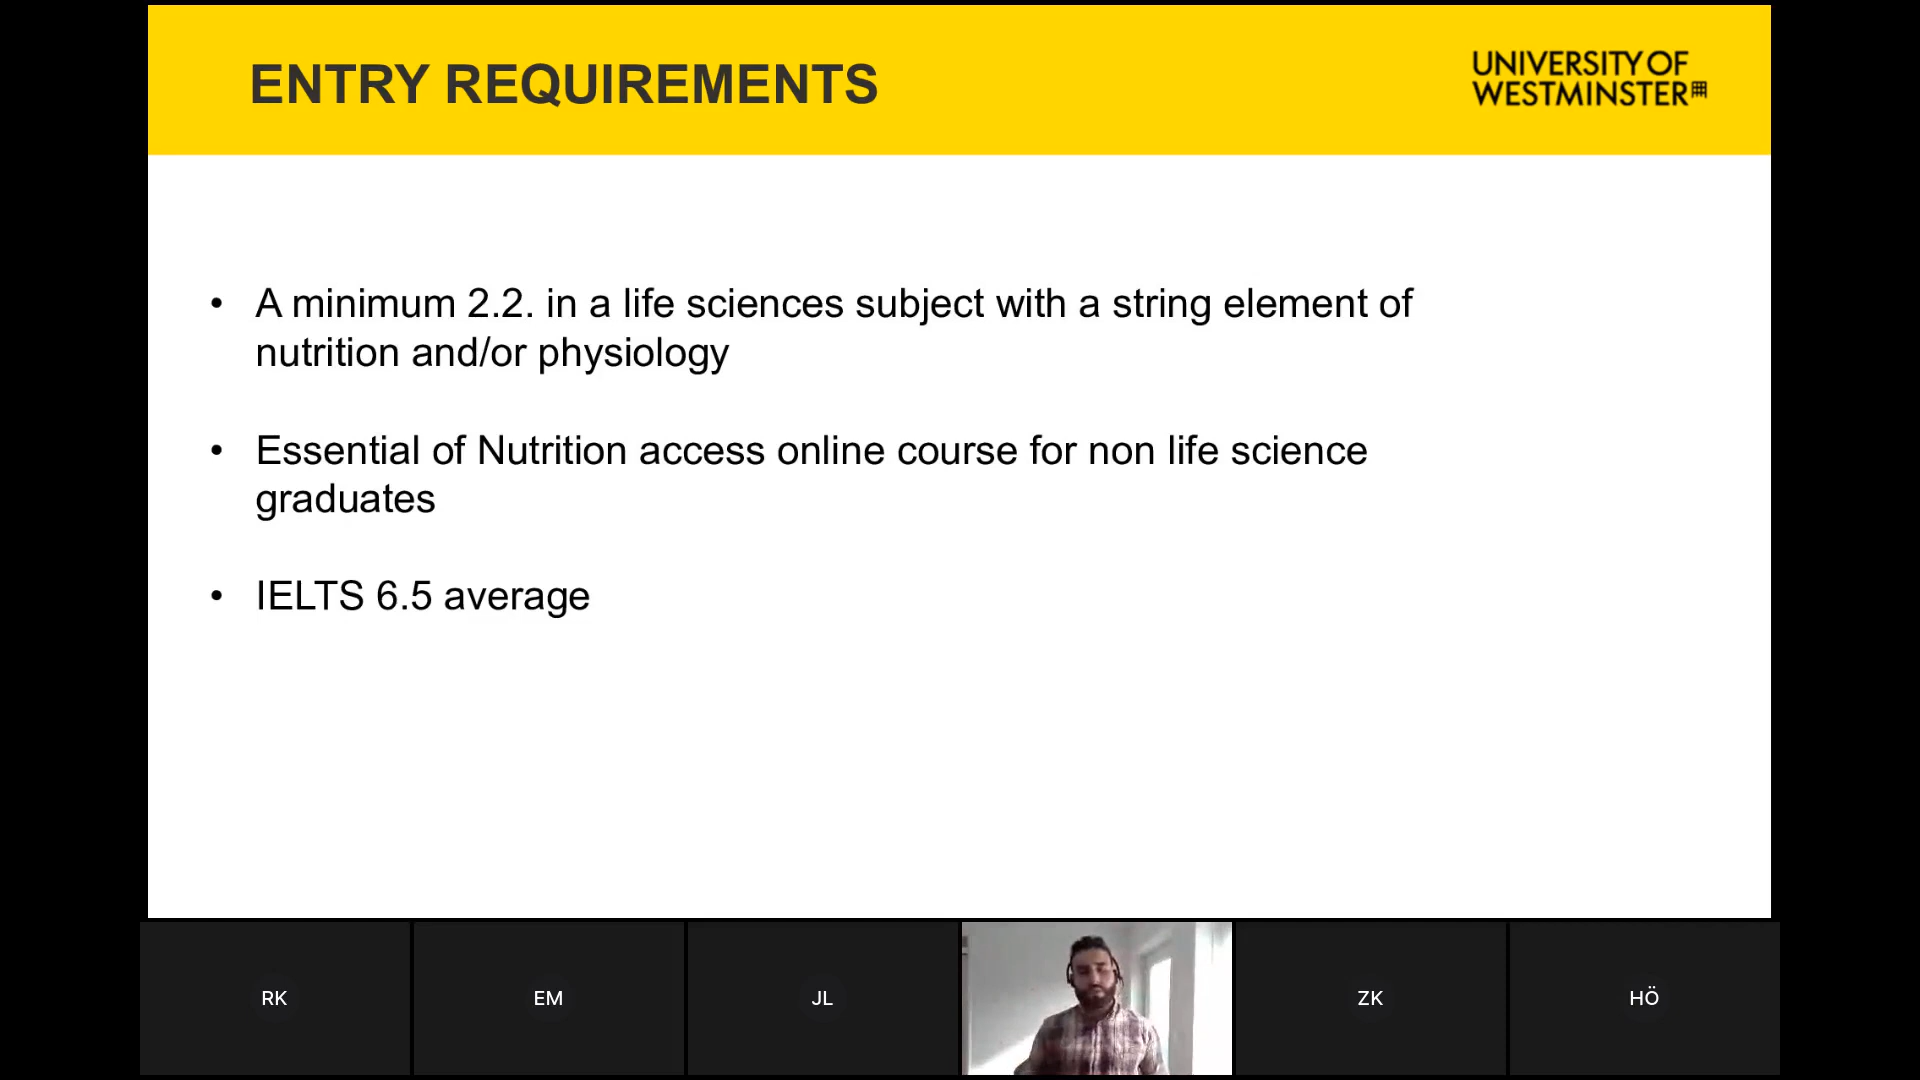 ENTRY REQUIREMENTS
UNIVERSITY OF
WESTMINSTER
• A minimum 2.2. in a life sciences subject with a string element of
nutrition and/or physiology
• Essential of Nutrition access online course for non life science
graduates
• IELTS 6.5 average
RK
EM
JL
ZK
HÖ